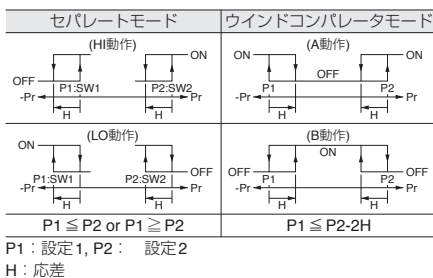 セパレートモード
ウインドコンパレータモード
(HI動作)
ON
ON
OFF
P1:SW1
P2:SW2
-Pr
Pr
H
H
(A動作)
ON
ON
OFF
P1
P2
-Pr
Pr
H
H
(LO動作)
ON
P1:SW1
P2:SW2
OFF
-Pr
Pr
H
H
(B動作)
ON
OFF
P1
P2
OFF
-Pr
Pr
H
H
P1≦P2 or P1≧P2
P1≦P2-2H
P1：設定1, P2： 設定2
H：応差